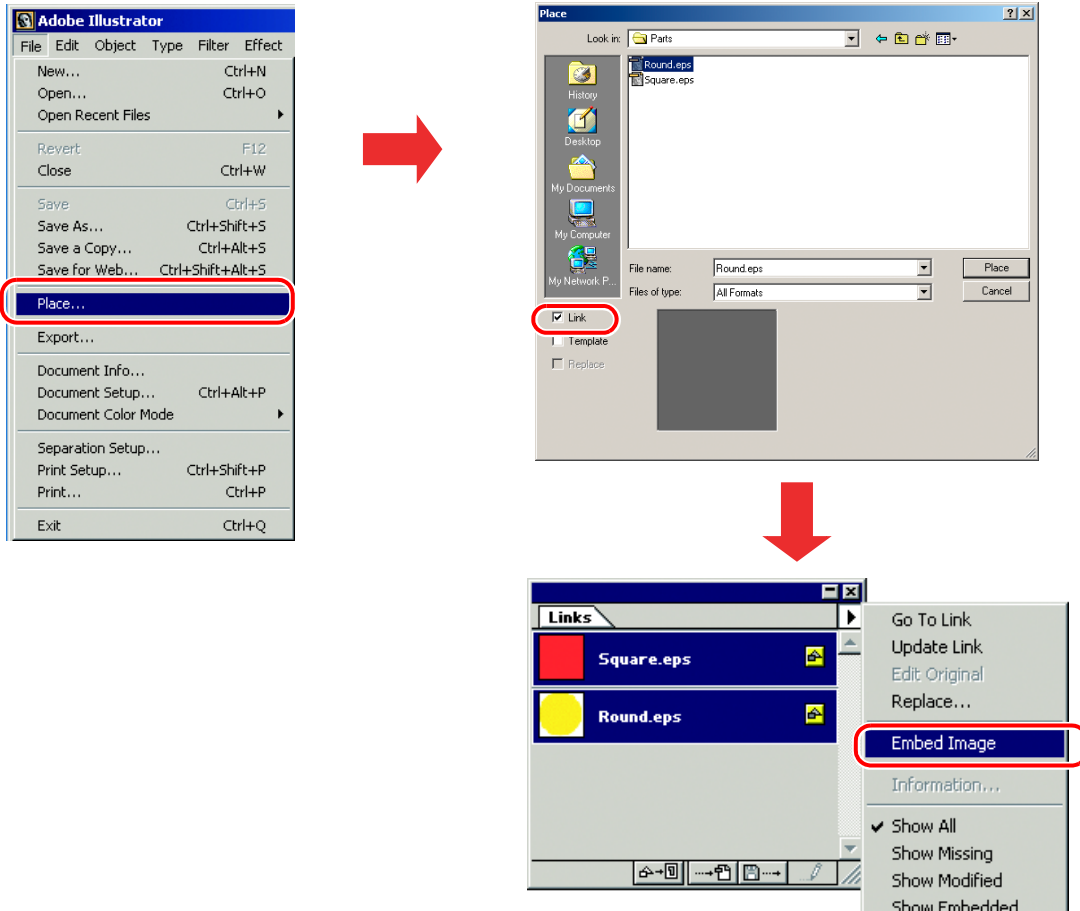 Adobe Illustrator
File Edit Object Type Filter Effect
New... Ctrl+N
Open... Ctrl+O
Open Recent Files
Revert F12
Close Ctrl+W
Save Ctrl+S
Save As... Ctrl+Shift+S
Save a Copy... Ctrl+Alt+S
Save for Web... Ctrl+Shift+Alt+S
Place...
Export...
Document Info...
Document Setup... Ctrl+Alt+P
Document Color Mode
Separation Setup...
Print Setup... Ctrl+Shift+P
Print... Ctrl+P
Exit Ctrl+Q
Place
Look in: Parts
Round.eps
Square.eps
History
Desktop
My Documents
My Computer
My Network P...
File name: Round.eps Place
Files of type: All Formats Cancel
Link
Template
Replace
Links
Square.eps
Round.eps
Go To Link
Update Link
Edit Original
Replace...
Embed Image
Information...
Show All
Show Missing
Show Modified
Show Embedded